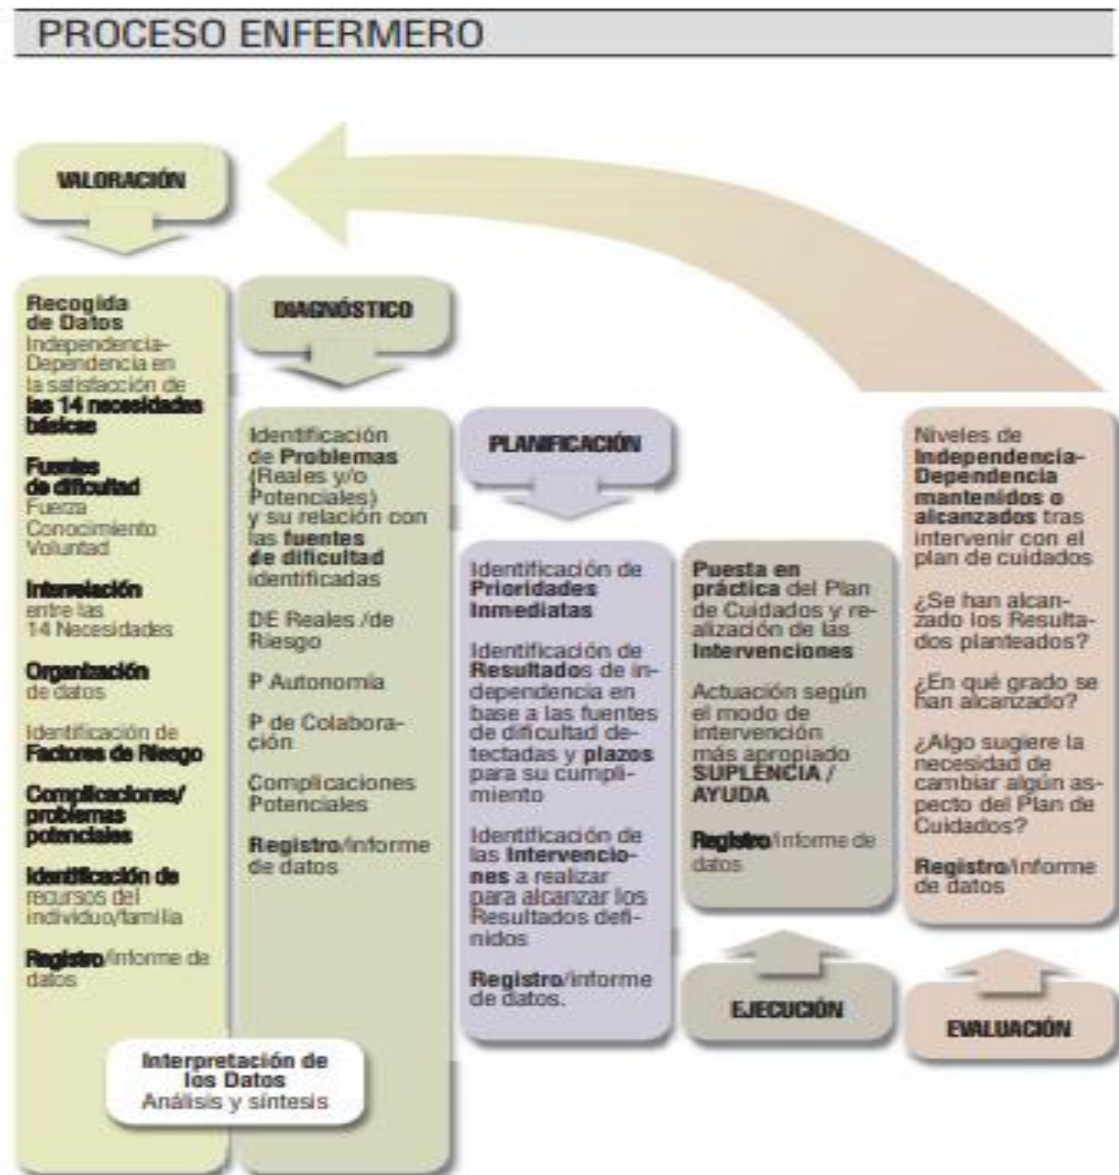 PROCESO ENFERMERO
VALORACIÓN
Recogida
de Datos
Independencia-
Dependencia en
la satisfacción de
las 14 necesidades
básicas
Fuentes
de dificultad
Fuerza
Conocimiento
Voluntad
Interrelación
entre las
14 Necesidades
Organización
de datos
Identificación de
Factores de Riesgo
Complicaciones/
problemas
potenciales
Identificación de
recursos del
individuo/familia
Registro/informe de
datos
DIAGNÓSTICO
Identificación
de Problemas
(Reales y/o
Potenciales)
y su relación con
las fuentes
de dificultad
identificadas
DE Reales /de
Riesgo
P Autonomía
P de Colabora-
ción
Complicaciones
Potenciales
Registro/informe
de datos
Interpretación de
los Datos
Análisis y síntesis
PLANIFICACIÓN
Identificación de
Prioridades
Inmediatas
Identificación de
Resultados de in-
dependencia en
base a las fuentes
de dificultad de-
tectadas y plazos
para su cumpli-
miento
Identificación de
las Intervencio-
nes a realizar
para alcanzar los
Resultados defi-
nidos
Registro/informe
de datos.
Puesta en
práctica del Plan
de Cuidados y re-
alización de las
Intervenciones
Actuación según
el modo de
intervención
más apropiado
SUPLENCIA /
AYUDA
Registro/informe de
datos
EJECUCIÓN
Niveles de
Independencia-
Dependencia
mantenidos o
alcanzados tras
intervenir con el
plan de cuidados
¿Se han alcan-
zado los Resulta-
dos planteados?
¿En qué grado se
han alcanzado?
¿Algo sugiere la
necesidad de
cambiar algún as-
pecto del Plan de
Cuidados?
Registro/informe
de datos
EVALUACIÓN